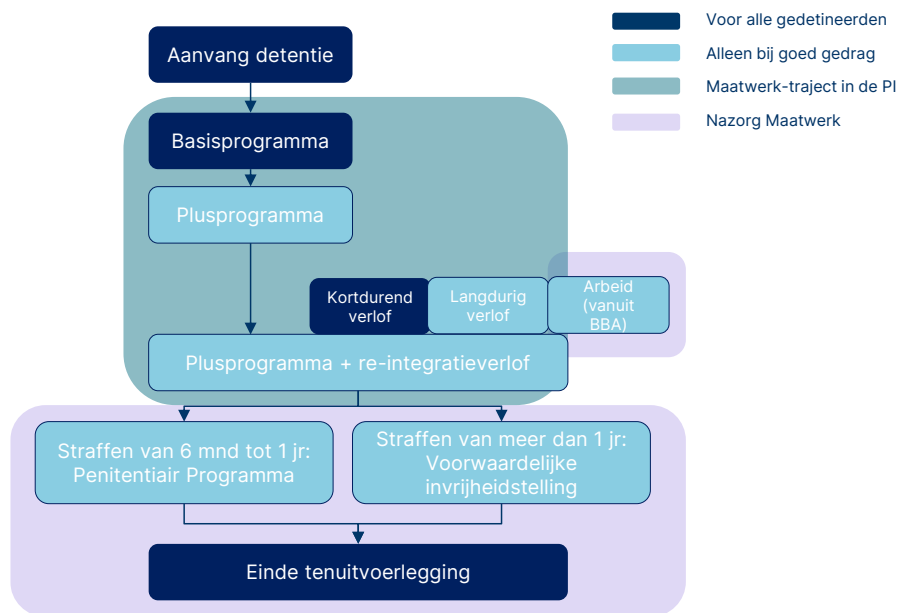 Voor alle gedetineerden
Alleen bij goed gedrag
Maatwerk-traject in de PI
Nazorg Maatwerk
Aanvang detentie
Basisprogramma
Plusprogramma
Kortdurend
verlof
Langdurig
verlof
Arbeid
(vanuit
BBA)
Plusprogramma + re-integratieverlof
Straffen van 6 mnd tot 1 jr:
Penitentiair Programma
Straffen van meer dan 1 jr:
Voorwaardelijke
invrijheidstelling
Einde tenuitvoerlegging